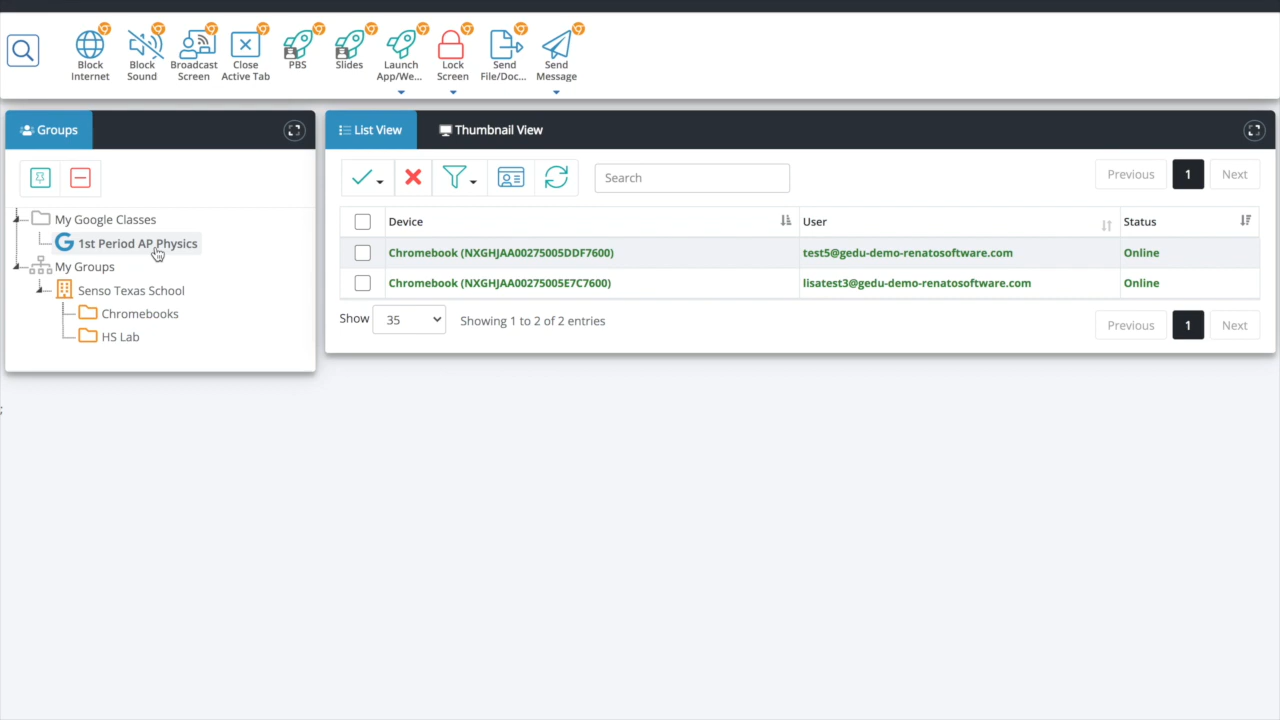 Block Internet
Block Sound
Broadcast Screen
Close Active Tab
PBS
Slides
Launch App/We...
Lock Screen
Send File/Doc...
Send Message
Groups
List View
Thumbnail View
Search
Previous 1 Next
My Google Classes
1st Period AP Physics
My Groups
Senso Texas School
Chromebooks
HS Lab
Device User Status
Chromebook (NXGHJAA00275005DDF7600) test5@gedu-demo-renatosoftware.com Online
Chromebook (NXGHJAA00275005E7C7600) lisatest3@gedu-demo-renatosoftware.com Online
Show 35 Showing 1 to 2 of 2 entries
Previous 1 Next
;